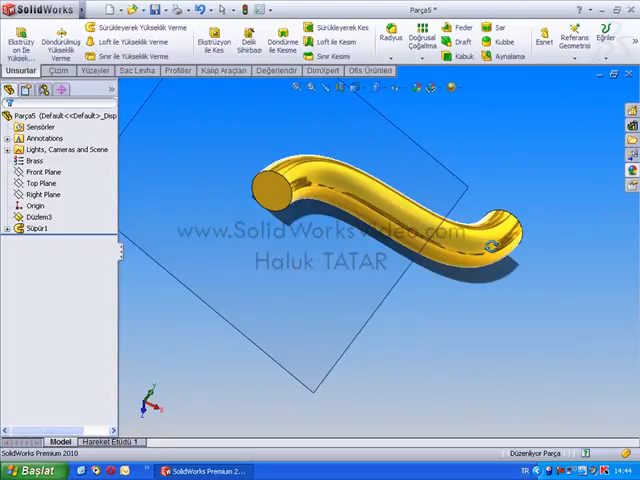 SolidWorks
Parça5 *
Ekstrüzyon İle Yüksek...
Döndürülmüş Yükseklik Verme
Sürükleyerek Yükseklik Verme
Loft ile Yükseklik Verme
Sınır ile Yükseklik Verme
Ekstrüzyon ile Kes
Delik Sihirbazı
Döndürme ile Kesme
Sürükleyerek Kes
Loft ile Kesim
Sınır Kesimi
Radyus
Doğrusal Çoğaltma
Feder
Draft
Kabuk
Sar
Kubbe
Aynalama
Esnet
Referans Geometrisi
Eğriler
Unsurlar
Çizim
Yüzeyler
Sac Levha
Profiller
Kalıp Araçları
Değerlendir
DimXpert
Ofis Ürünleri
Parça5 (Default<<Default>_Disp
Sensörler
Annotations
Lights, Cameras and Scene
Brass
Front Plane
Top Plane
Right Plane
Origin
Düzlem3
Süpür1
www.SolidWorksVideo.com
Haluk TATAR
Y
X
Z
Model
Hareket Etüdü 1
SolidWorks Premium 2010
Düzenliyor Parça
Başlat
SolidWorks Premium 2...
TR
14:44